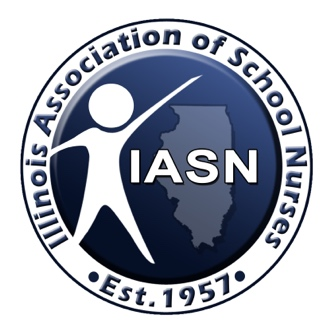 Illinois Association of School Nurses
IASN
•Est.1957•